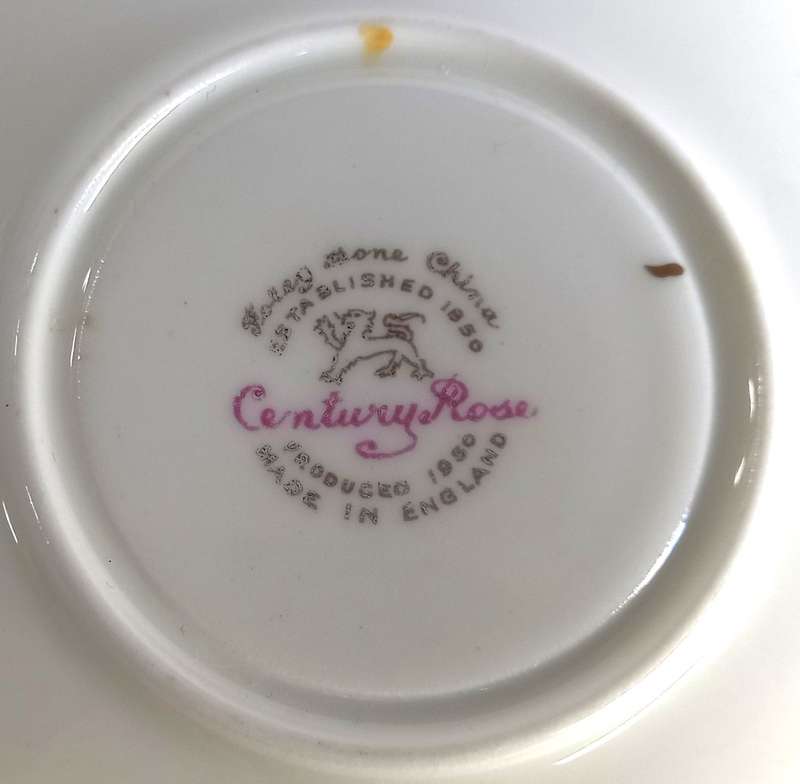 Foley Bone China
ESTABLISHED 1850
Century Rose
PRODUCED 1950
MADE IN ENGLAND